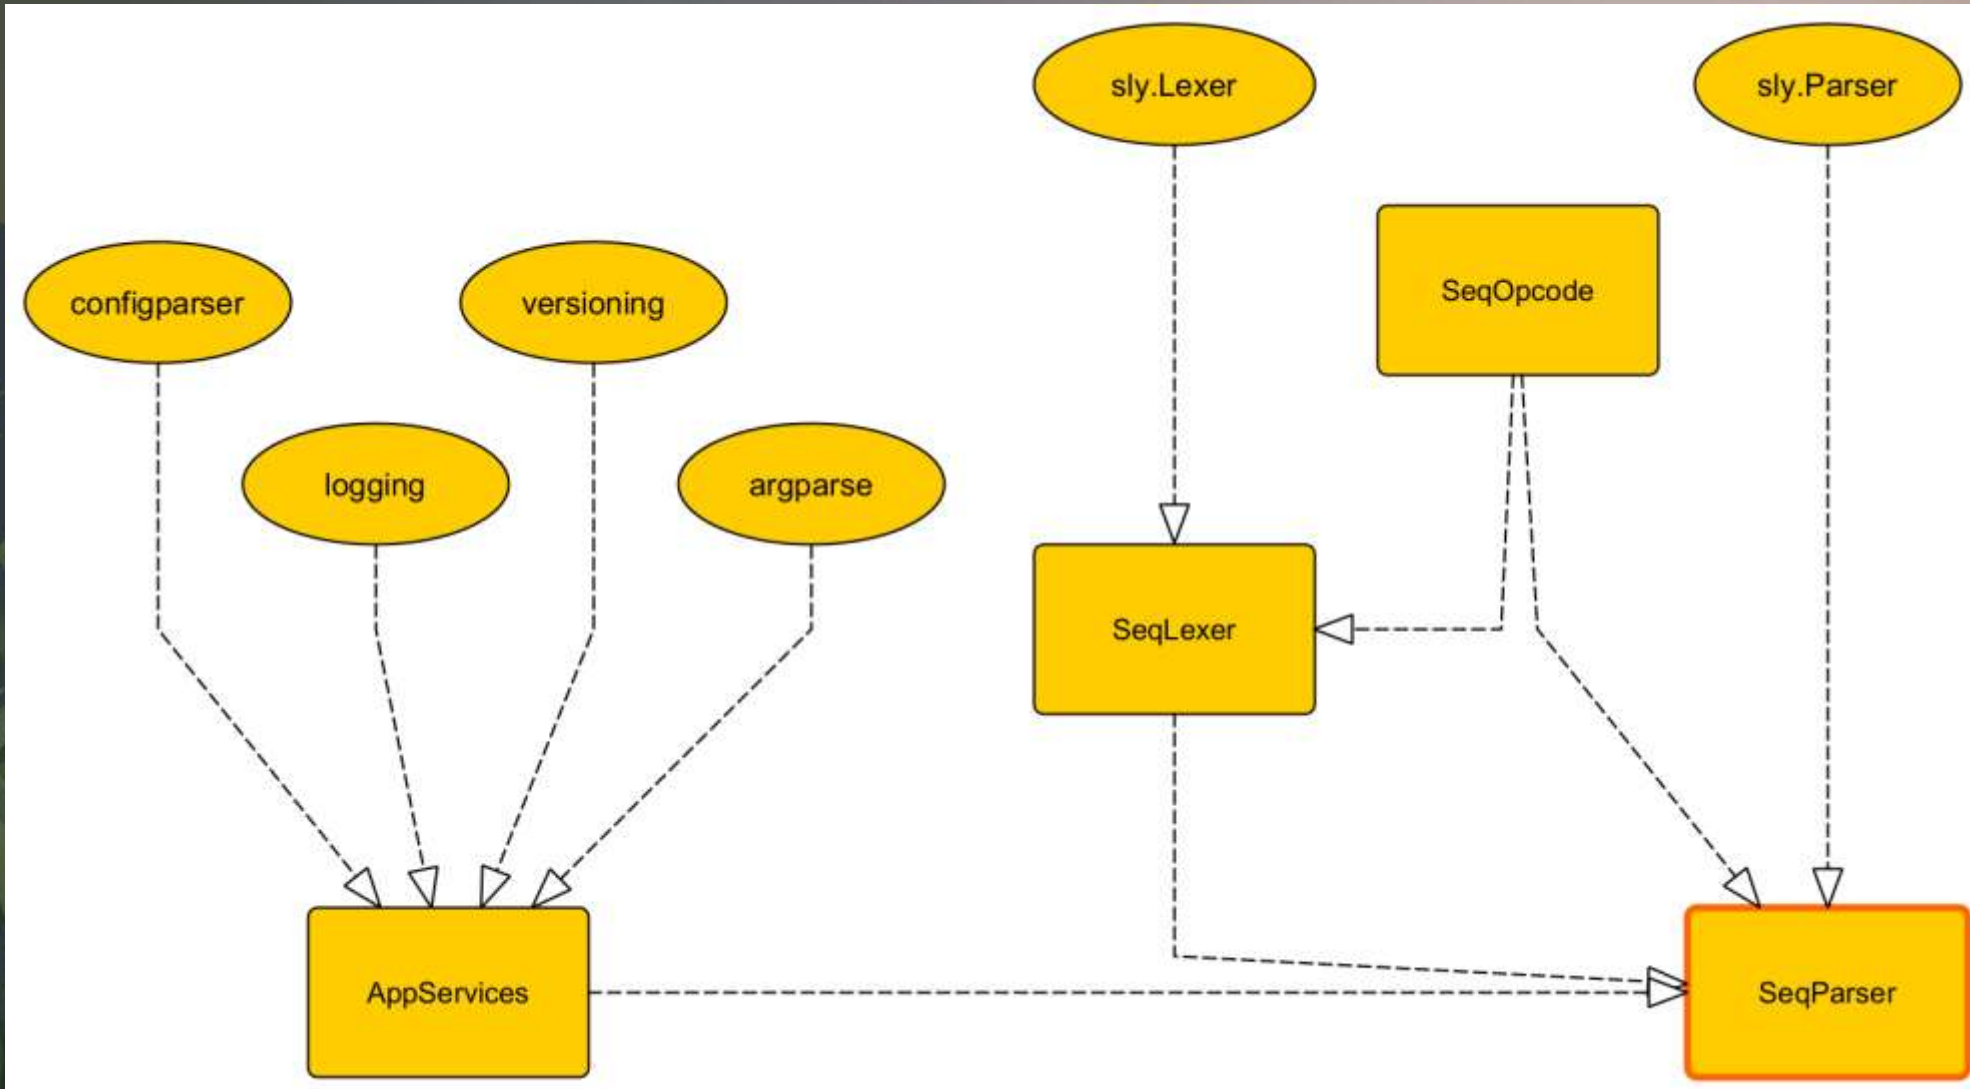 sly.Lexer
sly.Parser
SeqOpcode
configparser
versioning
logging
argparse
SeqLexer
AppServices
SeqParser